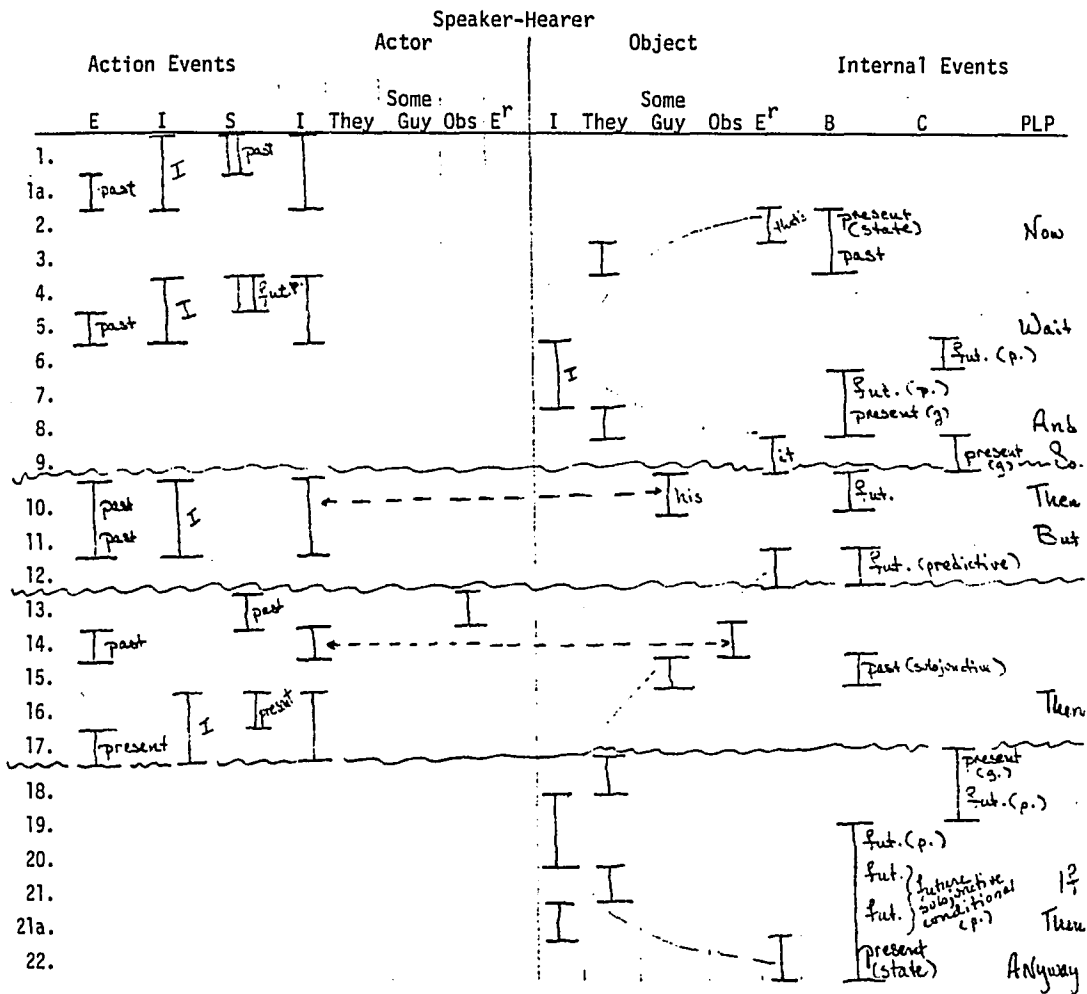 Speaker-Hearer
Actor Object
Action Events Internal Events
Some Some
E I S I They Guy Obs Eʳ I They Guy Obs Eʳ B C PLP
1. I past
1a. past
2. that's present (state) Now
3. past
4. I fut P.
5. past Wait
6. I fut. (p.)
7. fut. (p.)
8. present (g) And
9. it present (g) So.
10. past I his fut. Then
11. past But
12. fut. (predictive)
13. past
14. past
15. past (subjunctive)
16. I present Then
17. present
18. present (g.)
fut. (p.)
19. fut. (p.)
20. fut. future
21. subjunctive If
21a. fut. conditional (p.) Then
22. present (state) Anyway